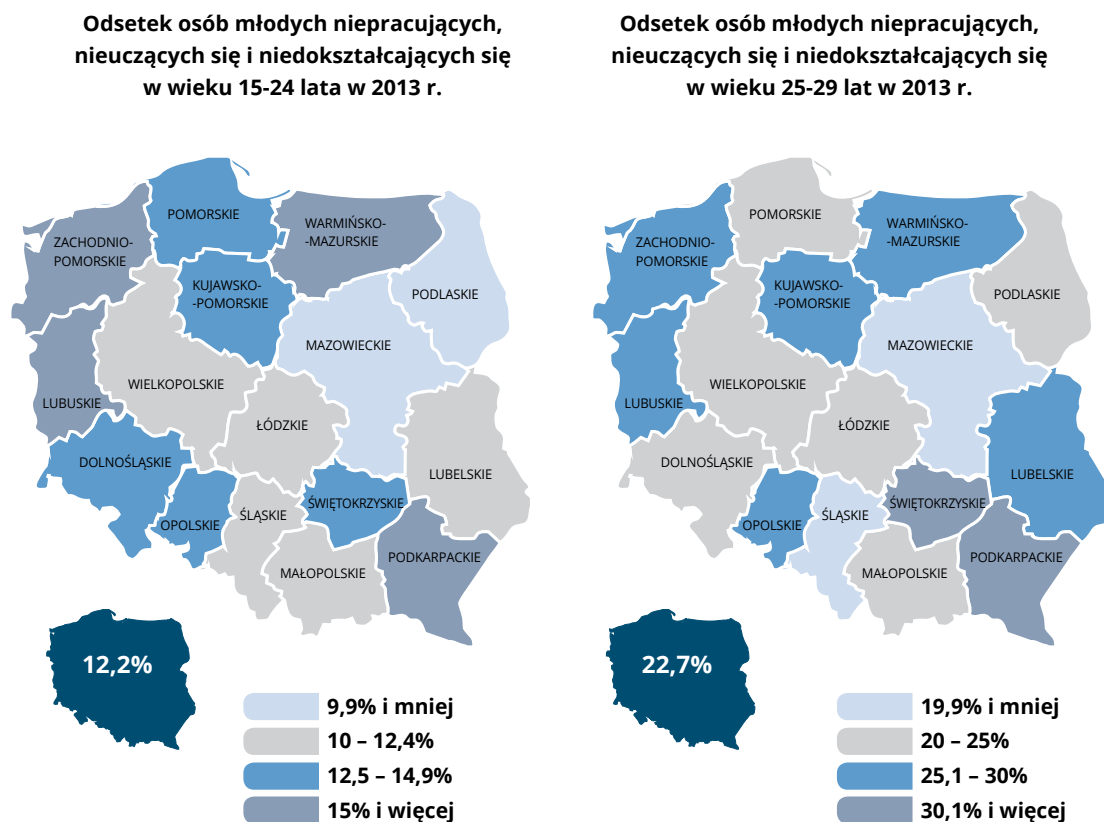 Odsetek osób młodych niepracujących,
nieuczących się i niedokształcających się
w wieku 15-24 lata w 2013 r.
POMORSKIE
WARMIŃSKO-
-MAZURSKIE
ZACHODNIO-
POMORSKIE
KUJAWSKO-
-POMORSKIE
PODLASKIE
MAZOWIECKIE
WIELKOPOLSKIE
LUBUSKIE
ŁÓDZKIE
DOLNOŚLĄSKIE
LUBELSKIE
ŚWIĘTOKRZYSKIE
OPOLSKIE
ŚLĄSKIE
PODKARPACKIE
MAŁOPOLSKIE
12,2%
9,9% i mniej
10 – 12,4%
12,5 – 14,9%
15% i więcej
Odsetek osób młodych niepracujących,
nieuczących się i niedokształcających się
w wieku 25-29 lat w 2013 r.
POMORSKIE
WARMIŃSKO-
-MAZURSKIE
ZACHODNIO-
POMORSKIE
KUJAWSKO-
-POMORSKIE
PODLASKIE
MAZOWIECKIE
WIELKOPOLSKIE
LUBUSKIE
ŁÓDZKIE
DOLNOŚLĄSKIE
LUBELSKIE
ŚWIĘTOKRZYSKIE
OPOLSKIE
ŚLĄSKIE
PODKARPACKIE
MAŁOPOLSKIE
22,7%
19,9% i mniej
20 – 25%
25,1 – 30%
30,1% i więcej